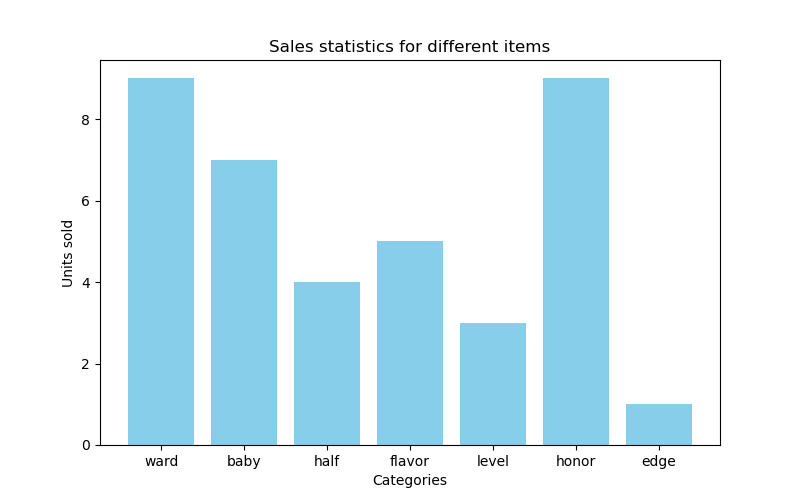 Sales statistics for different items
Units sold
8
6
4
2
0
ward baby half flavor level honor edge
Categories